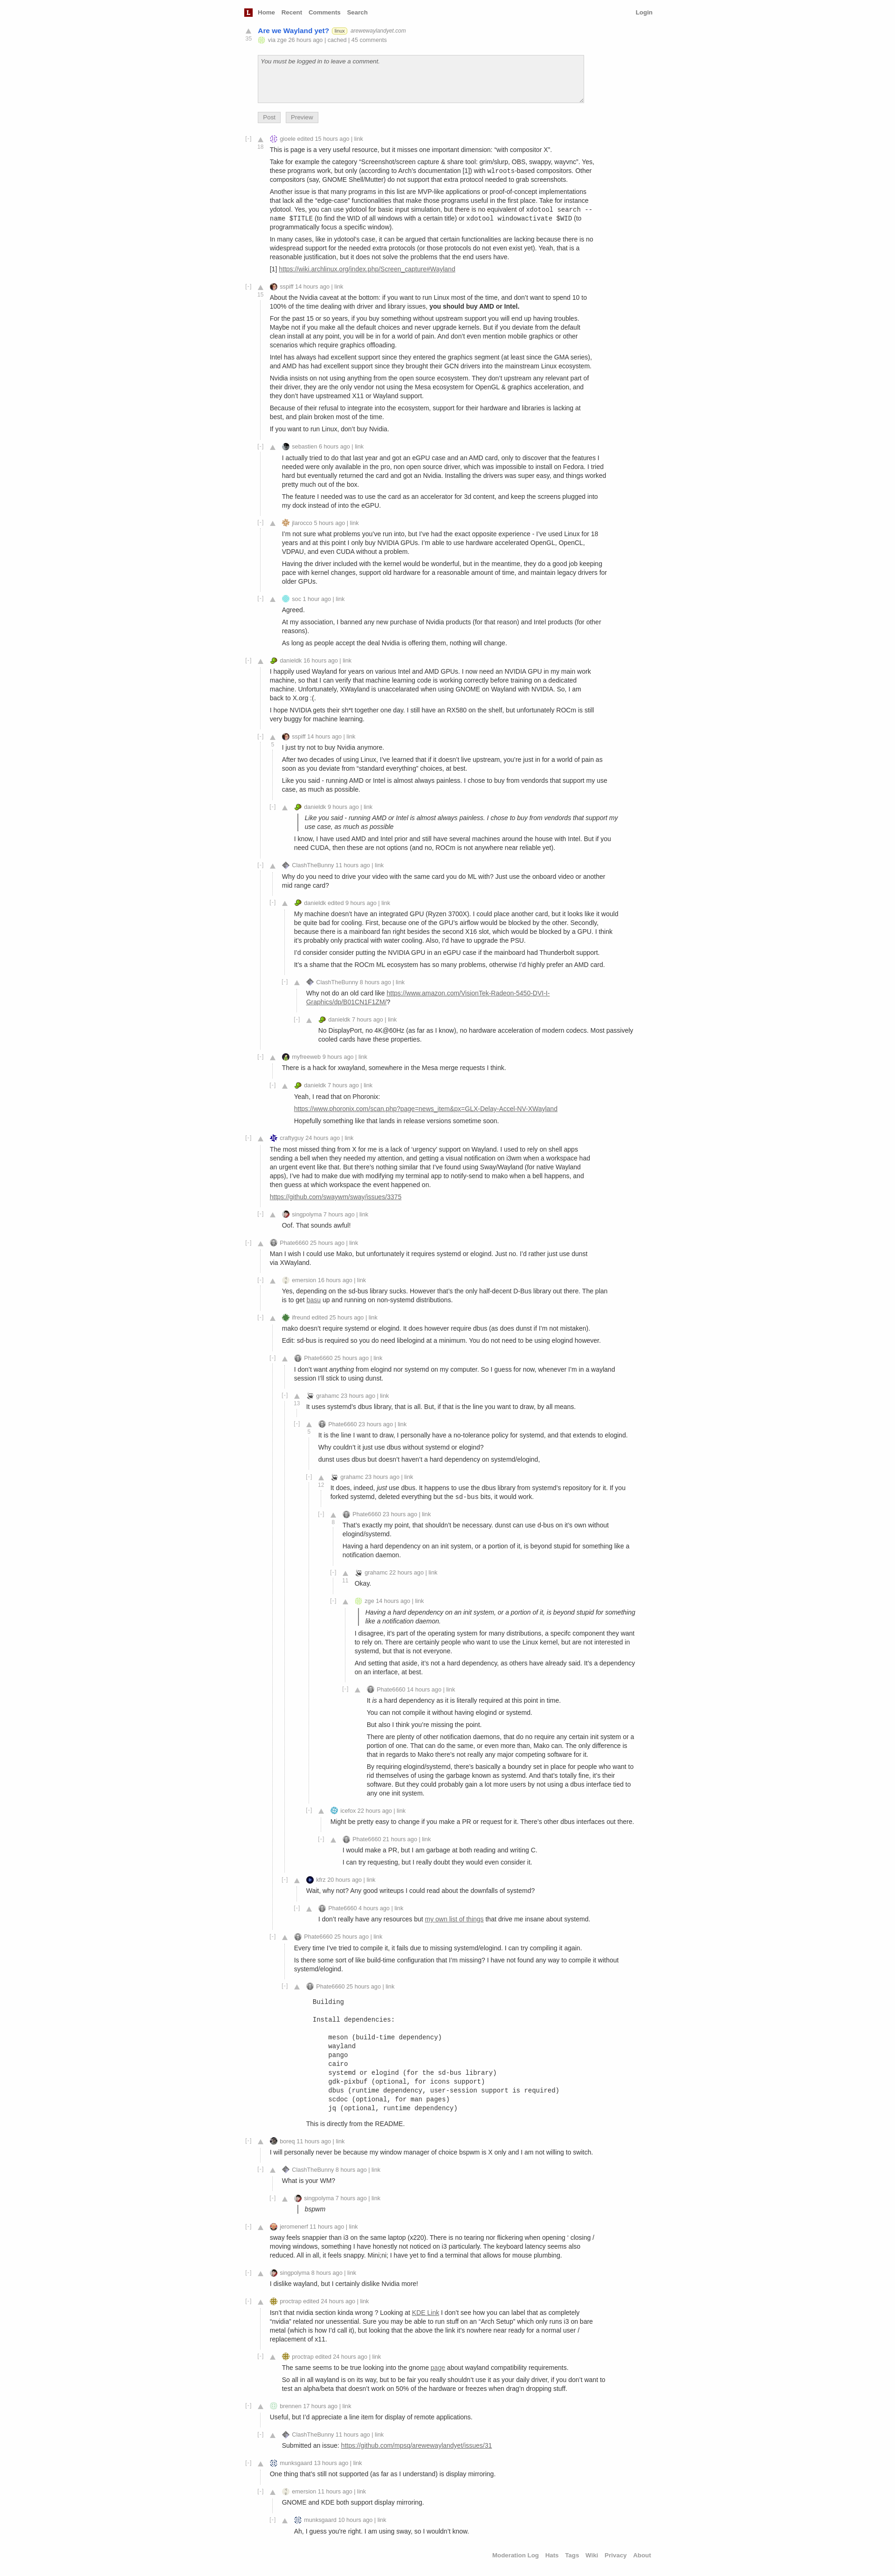 L Home Recent Comments Search Login
Are we Wayland yet? linux arewewaylandyet.com
35 via zge 26 hours ago | cached | 45 comments
You must be logged in to leave a comment.
Post Preview
[-] gioele edited 15 hours ago | link
18
This is page is a very useful resource, but it misses one important dimension: “with compositor X”.
Take for example the category “Screenshot/screen capture & share tool: grim/slurp, OBS, swappy, wayvnc”. Yes,
these programs work, but only (according to Arch’s documentation [1]) with wlroots-based compositors. Other
compositors (say, GNOME Shell/Mutter) do not support that extra protocol needed to grab screenshots.
Another issue is that many programs in this list are MVP-like applications or proof-of-concept implementations
that lack all the “edge-case” functionalities that make those programs useful in the first place. Take for instance
ydotool. Yes, you can use ydotool for basic input simulation, but there is no equivalent of xdotool search --
name $TITLE (to find the WID of all windows with a certain title) or xdotool windowactivate $WID (to
programmatically focus a specific window).
In many cases, like in ydotool’s case, it can be argued that certain functionalities are lacking because there is no
widespread support for the needed extra protocols (or those protocols do not even exist yet). Yeah, that is a
reasonable justification, but it does not solve the problems that the end users have.
[1] https://wiki.archlinux.org/index.php/Screen_capture#Wayland
[-] sspiff 14 hours ago | link
15
About the Nvidia caveat at the bottom: if you want to run Linux most of the time, and don’t want to spend 10 to
100% of the time dealing with driver and library issues, you should buy AMD or Intel.
For the past 15 or so years, if you buy something without upstream support you will end up having troubles.
Maybe not if you make all the default choices and never upgrade kernels. But if you deviate from the default
clean install at any point, you will be in for a world of pain. And don’t even mention mobile graphics or other
scenarios which require graphics offloading.
Intel has always had excellent support since they entered the graphics segment (at least since the GMA series),
and AMD has had excellent support since they brought their GCN drivers into the mainstream Linux ecosystem.
Nvidia insists on not using anything from the open source ecosystem. They don’t upstream any relevant part of
their driver, they are the only vendor not using the Mesa ecosystem for OpenGL & graphics acceleration, and
they don’t have upstreamed X11 or Wayland support.
Because of their refusal to integrate into the ecosystem, support for their hardware and libraries is lacking at
best, and plain broken most of the time.
If you want to run Linux, don’t buy Nvidia.
[-] sebastien 6 hours ago | link
I actually tried to do that last year and got an eGPU case and an AMD card, only to discover that the features I
needed were only available in the pro, non open source driver, which was impossible to install on Fedora. I tried
hard but eventually returned the card and got an Nvidia. Installing the drivers was super easy, and things worked
pretty much out of the box.
The feature I needed was to use the card as an accelerator for 3d content, and keep the screens plugged into
my dock instead of into the eGPU.
[-] jjarocco 5 hours ago | link
I’m not sure what problems you’ve run into, but I’ve had the exact opposite experience - I’ve used Linux for 18
years and at this point I only buy NVIDIA GPUs. I’m able to use hardware accelerated OpenGL, OpenCL,
VDPAU, and even CUDA without a problem.
Having the driver included with the kernel would be wonderful, but in the meantime, they do a good job keeping
pace with kernel changes, support old hardware for a reasonable amount of time, and maintain legacy drivers for
older GPUs.
[-] soc 1 hour ago | link
Agreed.
At my association, I banned any new purchase of Nvidia products (for that reason) and Intel products (for other
reasons).
As long as people accept the deal Nvidia is offering them, nothing will change.
[-] danieldk 16 hours ago | link
I happily used Wayland for years on various Intel and AMD GPUs. I now need an NVIDIA GPU in my main work
machine, so that I can verify that machine learning code is working correctly before training on a dedicated
machine. Unfortunately, XWayland is unaccelarated when using GNOME on Wayland with NVIDIA. So, I am
back to X.org :(.
I hope NVIDIA gets their sh*t together one day. I still have an RX580 on the shelf, but unfortunately ROCm is still
very buggy for machine learning.
[-] sspiff 14 hours ago | link
5
I just try not to buy Nvidia anymore.
After two decades of using Linux, I’ve learned that if it doesn’t live upstream, you’re just in for a world of pain as
soon as you deviate from “standard everything” choices, at best.
Like you said - running AMD or Intel is almost always painless. I chose to buy from vendords that support my use
case, as much as possible.
[-] danieldk 9 hours ago | link
Like you said - running AMD or Intel is almost always painless. I chose to buy from vendords that support my
use case, as much as possible
I know, I have used AMD and Intel prior and still have several machines around the house with Intel. But if you
need CUDA, then these are not options (and no, ROCm is not anywhere near reliable yet).
[-] ClashTheBunny 11 hours ago | link
Why do you need to drive your video with the same card you do ML with? Just use the onboard video or another
mid range card?
[-] danieldk edited 9 hours ago | link
My machine doesn’t have an integrated GPU (Ryzen 3700X). I could place another card, but it looks like it would
be quite bad for cooling. First, because one of the GPU’s airflow would be blocked by the other. Secondly,
because there is a mainboard fan right besides the second X16 slot, which would be blocked by a GPU. I think
it’s probably only practical with water cooling. Also, I’d have to upgrade the PSU.
I’d consider consider putting the NVIDIA GPU in an eGPU case if the mainboard had Thunderbolt support.
It’s a shame that the ROCm ML ecosystem has so many problems, otherwise I’d highly prefer an AMD card.
[-] ClashTheBunny 8 hours ago | link
Why not do an old card like https://www.amazon.com/VisionTek-Radeon-5450-DVI-I-
Graphics/dp/B01CN1F1ZM/?
[-] danieldk 7 hours ago | link
No DisplayPort, no 4K@60Hz (as far as I know), no hardware acceleration of modern codecs. Most passively
cooled cards have these properties.
[-] myfreeweb 9 hours ago | link
There is a hack for xwayland, somewhere in the Mesa merge requests I think.
[-] danieldk 7 hours ago | link
Yeah, I read that on Phoronix:
https://www.phoronix.com/scan.php?page=news_item&px=GLX-Delay-Accel-NV-XWayland
Hopefully something like that lands in release versions sometime soon.
[-] craftyguy 24 hours ago | link
The most missed thing from X for me is a lack of ‘urgency’ support on Wayland. I used to rely on shell apps
sending a bell when they needed my attention, and getting a visual notification on i3wm when a workspace had
an urgent event like that. But there’s nothing similar that I’ve found using Sway/Wayland (for native Wayland
apps), I’ve had to make due with modifying my terminal app to notify-send to mako when a bell happens, and
then guess at which workspace the event happened on.
https://github.com/swaywm/sway/issues/3375
[-] singpolyma 7 hours ago | link
Oof. That sounds awful!
[-] Phate6660 25 hours ago | link
Man I wish I could use Mako, but unfortunately it requires systemd or elogind. Just no. I’d rather just use dunst
via XWayland.
[-] emersion 16 hours ago | link
Yes, depending on the sd-bus library sucks. However that’s the only half-decent D-Bus library out there. The plan
is to get basu up and running on non-systemd distributions.
[-] ifreund edited 25 hours ago | link
mako doesn’t require systemd or elogind. It does however require dbus (as does dunst if I’m not mistaken).
Edit: sd-bus is required so you do need libelogind at a minimum. You do not need to be using elogind however.
[-] Phate6660 25 hours ago | link
I don’t want anything from elogind nor systemd on my computer. So I guess for now, whenever I’m in a wayland
session I’ll stick to using dunst.
[-] grahamc 23 hours ago | link
13
It uses systemd’s dbus library, that is all. But, if that is the line you want to draw, by all means.
[-] Phate6660 23 hours ago | link
6
It is the line I want to draw, I personally have a no-tolerance policy for systemd, and that extends to elogind.
Why couldn’t it just use dbus without systemd or elogind?
dunst uses dbus but doesn’t haven’t a hard dependency on systemd/elogind,
[-] grahamc 23 hours ago | link
12
It does, indeed, just use dbus. It happens to use the dbus library from systemd’s repository for it. If you
forked systemd, deleted everything but the sd-bus bits, it would work.
[-] Phate6660 23 hours ago | link
That’s exactly my point, that shouldn’t be necessary. dunst can use d-bus on it’s own without
elogind/systemd.
Having a hard dependency on an init system, or a portion of it, is beyond stupid for something like a
notification daemon.
[-] grahamc 22 hours ago | link
11
Okay.
[-] zge 14 hours ago | link
Having a hard dependency on an init system, or a portion of it, is beyond stupid for something
like a notification daemon.
I disagree, it’s part of the operating system for many distributions, a specifc component they want
to rely on. There are certainly people who want to use the Linux kernel, but are not interested in
systemd, but that is not everyone.
And setting that aside, it’s not a hard dependency, as others have already said. It’s a dependency
on an interface, at best.
[-] Phate6660 14 hours ago | link
It is a hard dependency as it is literally required at this point in time.
You can not compile it without having elogind or systemd.
But also I think you’re missing the point.
There are plenty of other notification daemons, that do no require any certain init system or a
portion of one. That can do the same, or even more than, Mako can. The only difference is
that in regards to Mako there’s not really any major competing software for it.
By requiring elogind/systemd, there’s basically a boundry set in place for people who want to
rid themselves of using the garbage known as systemd. And that’s totally fine, it’s their
software. But they could probably gain a lot more users by not using a dbus interface tied to
any one init system.
[-] icefox 22 hours ago | link
Might be pretty easy to change if you make a PR or request for it. There’s other dbus interfaces out there.
[-] Phate6660 21 hours ago | link
I would make a PR, but I am garbage at both reading and writing C.
I can try requesting, but I really doubt they would even consider it.
[-] ktrz 20 hours ago | link
Wait, why not? Any good writeups I could read about the downfalls of systemd?
[-] Phate6660 4 hours ago | link
I don’t really have any resources but my own list of things that drive me insane about systemd.
[-] Phate6660 25 hours ago | link
Every time I’ve tried to compile it, it fails due to missing systemd/elogind. I can try compiling it again.
Is there some sort of like build-time configuration that I’m missing? I have not found any way to compile it without
systemd/elogind.
[-] Phate6660 25 hours ago | link
Building
Install dependencies:
meson (build-time dependency)
wayland
pango
cairo
systemd or elogind (for the sd-bus library)
gdk-pixbuf (optional, for icons support)
dbus (runtime dependency, user-session support is required)
scdoc (optional, for man pages)
jq (optional, runtime dependency)
This is directly from the README.
[-] boreq 11 hours ago | link
I will personally never be because my window manager of choice bspwm is X only and I am not willing to switch.
[-] ClashTheBunny 8 hours ago | link
What is your WM?
[-] singpolyma 7 hours ago | link
bspwm
[-] jeromenerf 11 hours ago | link
sway feels snappier than i3 on the same laptop (x220). There is no tearing nor flickering when opening ’ closing /
moving windows, something I have honestly not noticed on i3 particularly. The keyboard latency seems also
reduced. All in all, it feels snappy. Mini;ni; I have yet to find a terminal that allows for mouse plumbing.
[-] singpolyma 8 hours ago | link
I dislike wayland, but I certainly dislike Nvidia more!
[-] proctrap edited 24 hours ago | link
Isn’t that nvidia section kinda wrong ? Looking at KDE Link I don’t see how you can label that as completely
“nvidia” related nor unessential. Sure you may be able to run stuff on an “Arch Setup” which only runs i3 on bare
metal (which is how I’d call it), but looking that the above the link it’s nowhere near ready for a normal user /
replacement of x11.
[-] proctrap edited 24 hours ago | link
The same seems to be true looking into the gnome page about wayland compatibility requirements.
So all in all wayland is on its way, but to be fair you really shouldn’t use it as your daily driver, if you don’t want to
test an alpha/beta that doesn’t work on 50% of the hardware or freezes when drag’n dropping stuff.
[-] brennen 17 hours ago | link
Useful, but I’d appreciate a line item for display of remote applications.
[-] ClashTheBunny 11 hours ago | link
Submitted an issue: https://github.com/mpsq/arewewaylandyet/issues/31
[-] munksgaard 13 hours ago | link
One thing that’s still not supported (as far as I understand) is display mirroring.
[-] emersion 11 hours ago | link
GNOME and KDE both support display mirroring.
[-] munksgaard 10 hours ago | link
Ah, I guess you’re right. I am using sway, so I wouldn’t know.
Moderation Log Hats Tags Wiki Privacy About